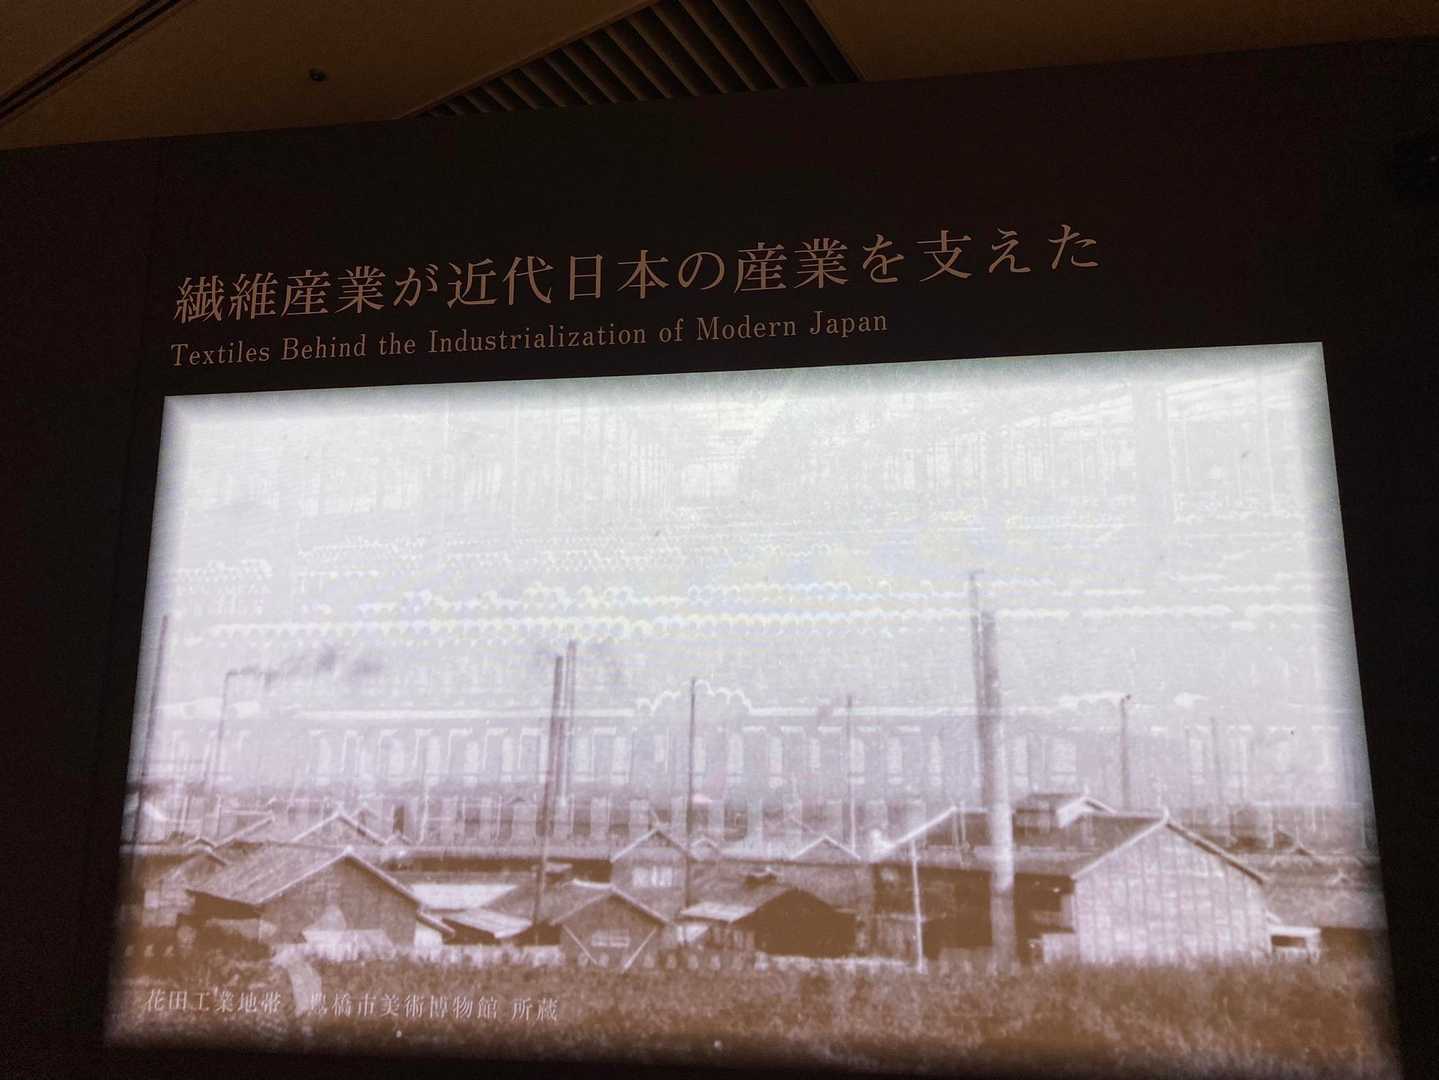 繊維産業が近代日本の産業を支えた
Textiles Behind the Industrialization of Modern Japan
花田工業地帯 豊橋市美術博物館 所蔵